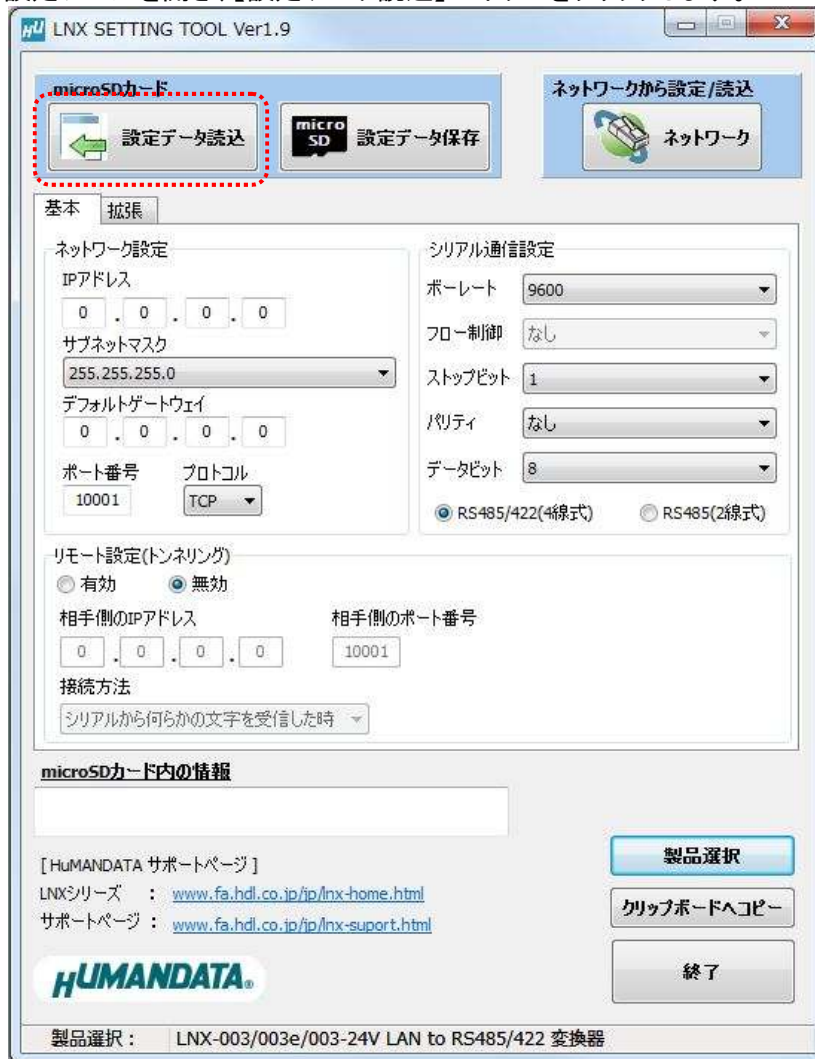 LNX SETTING TOOL Ver1.9
microSDカード
ネットワークから設定/読込
設定データ読込
micro SD
設定データ保存
ネットワーク
基本
拡張
ネットワーク設定
シリアル通信設定
IPアドレス
0 . 0 . 0 . 0
ボーレート 9600
サブネットマスク
フロー制御 なし
255.255.255.0
ストップビット 1
デフォルトゲートウェイ
0 . 0 . 0 . 0
パリティ なし
ポート番号 プロトコル
データビット 8
10001 TCP
RS485/422(4線式) RS485(2線式)
リモート設定(トンネリング)
有効 無効
相手側のIPアドレス 相手側のポート番号
0 . 0 . 0 . 0 10001
接続方法
シリアルから何らかの文字を受信した時
microSDカード内の情報
製品選択
[ HuMANDATA サポートページ ]
LNXシリーズ : www.fa.hdl.co.jp/jp/lnx-home.html
クリップボードへコピー
サポートページ : www.fa.hdl.co.jp/jp/lnx-suport.html
HUMANDATA®
終了
製品選択: LNX-003/003e/003-24V LAN to RS485/422 変換器